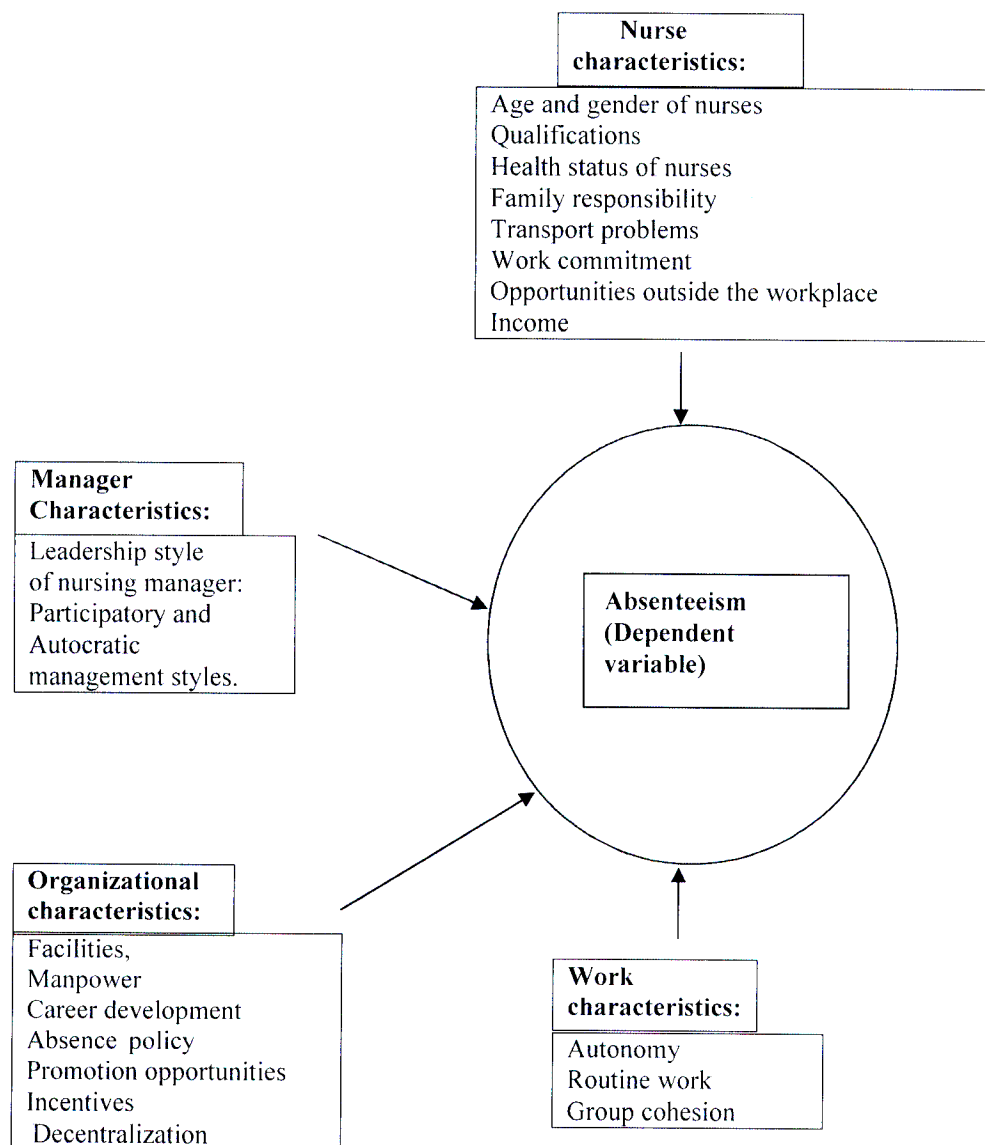 Nurse
characteristics:
Age and gender of nurses
Qualifications
Health status of nurses
Family responsibility
Transport problems
Work commitment
Opportunities outside the workplace
Income
Manager
Characteristics:
Leadership style
of nursing manager:
Participatory and
Autocratic
management styles.
Absenteeism
(Dependent
variable)
Organizational
characteristics:
Facilities,
Manpower
Career development
Absence policy
Promotion opportunities
Incentives
Decentralization
Work
characteristics:
Autonomy
Routine work
Group cohesion